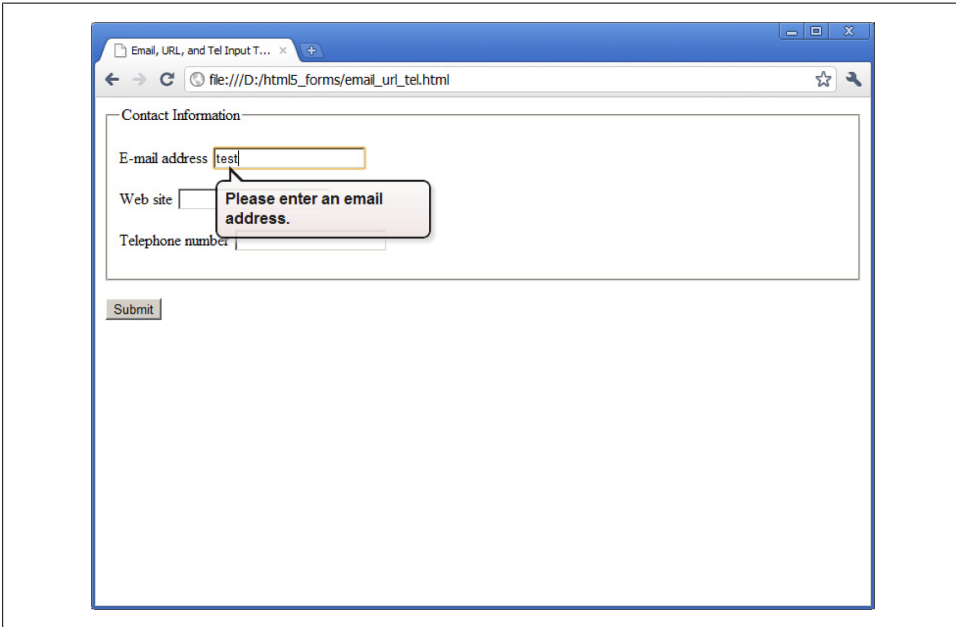 Email, URL, and Tel Input T...
file:///D:/html5_forms/email_url_tel.html
Contact Information
E-mail address test
Web site
Please enter an email
address.
Telephone number
Submit